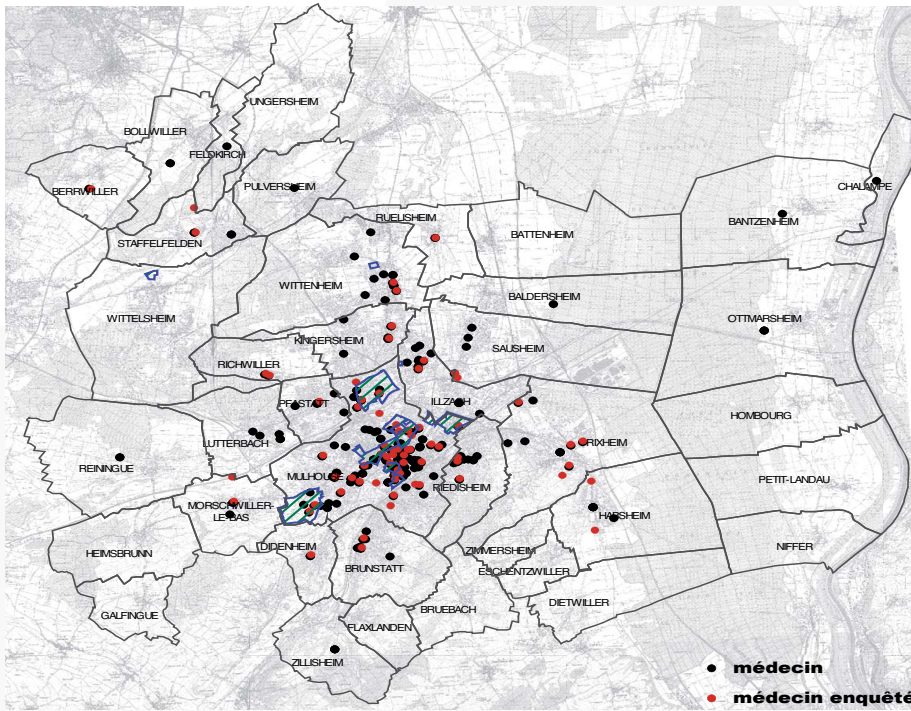 UNGERSHEIM
BOLLWILLER
FELDKIRCH
BERRWILLER
PULVERSHEIM
CHALAMPE
RUELISHEIM
BANTZENHEIM
STAFFELFELDEN
BATTENHEIM
WITTENHEIM
BALDERSHEIM
WITTELSHEIM
OTTMARSHEIM
KINGERSHEIM
SAUSHEIM
RICHWILLER
PFASTATT
ILLZACH
HOMBOURG
LUTTERBACH
RIXHEIM
REININGUE
MULHOUSE
PETIT-LANDAU
RIEDISHEIM
MORSCHWILLER-
LE-BAS
HABSHEIM
DIDENHEIM
NIFFER
HEIMSBRUNN
ZIMMERSHEIM
BRUNSTATT
ESCHENTZWILLER
DIETWILLER
BRUEBACH
GALFINGUE
FLAXLANDEN
ZILLISHEIM
médecin
médecin enquêté